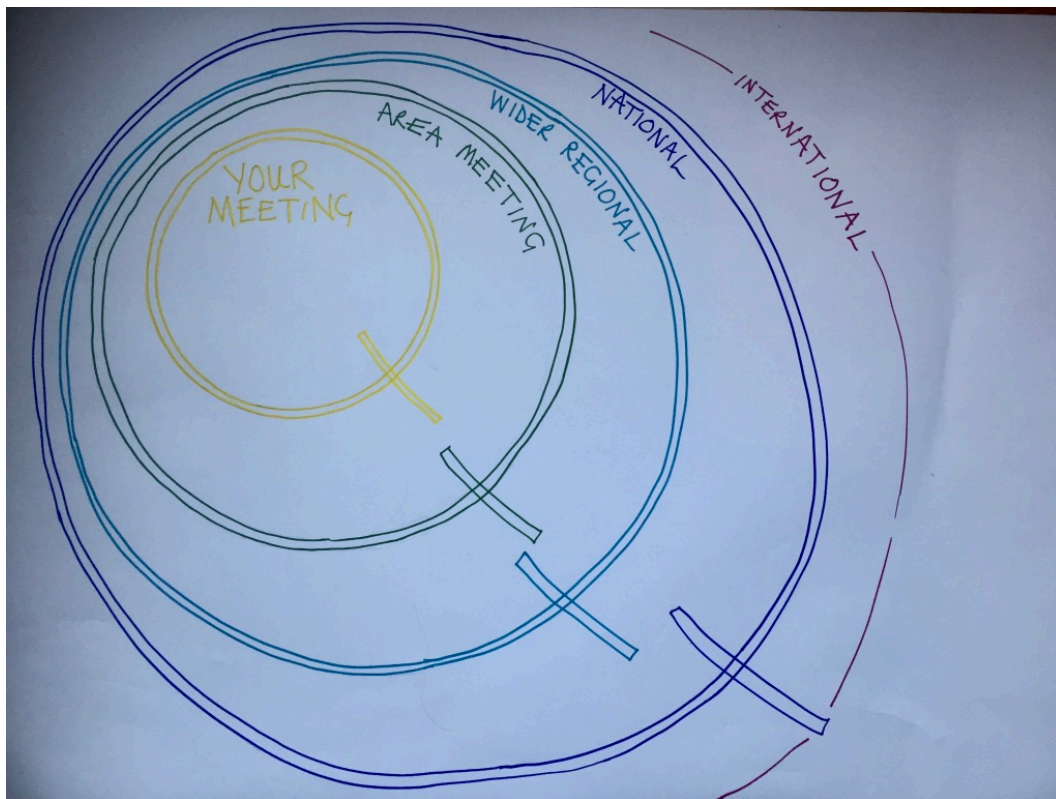 YOUR
MEETING
AREA MEETING
WIDER REGIONAL
NATIONAL
INTERNATIONAL